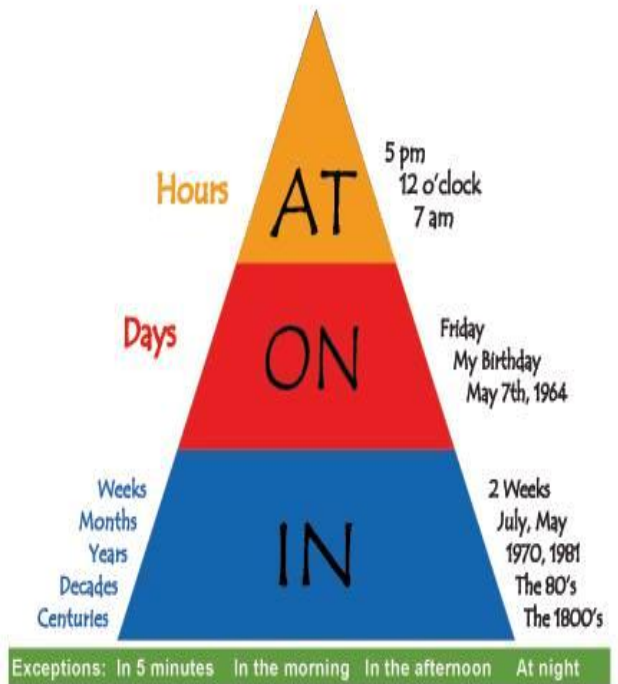 Hours
AT
5 pm
12 o'clock
7 am
Days
ON
Friday
My Birthday
May 7th, 1964
Weeks
Months
Years
Decades
Centuries
IN
2 Weeks
July, May
1970, 1981
The 80's
The 1800's
Exceptions: In 5 minutes In the morning In the afternoon At night